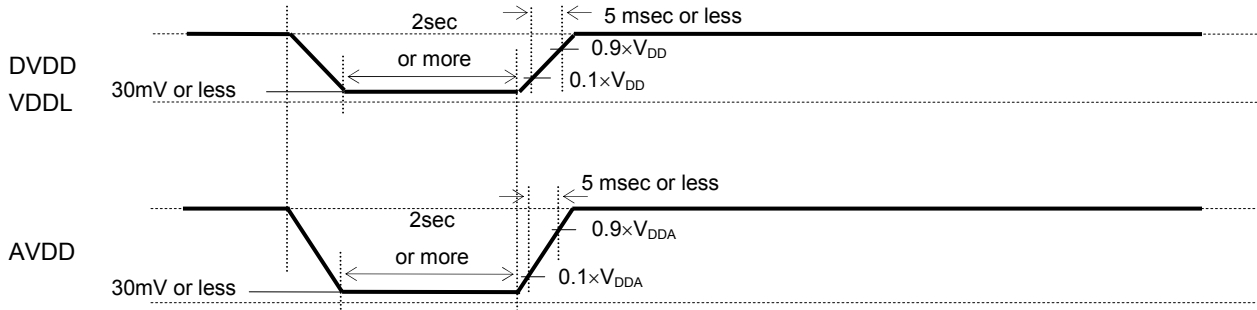 2sec
or more
5 msec or less
0.9×VDD
0.1×VDD
DVDD
VDDL
30mV or less
5 msec or less
2sec
or more
0.9×VDDA
0.1×VDDA
AVDD
30mV or less